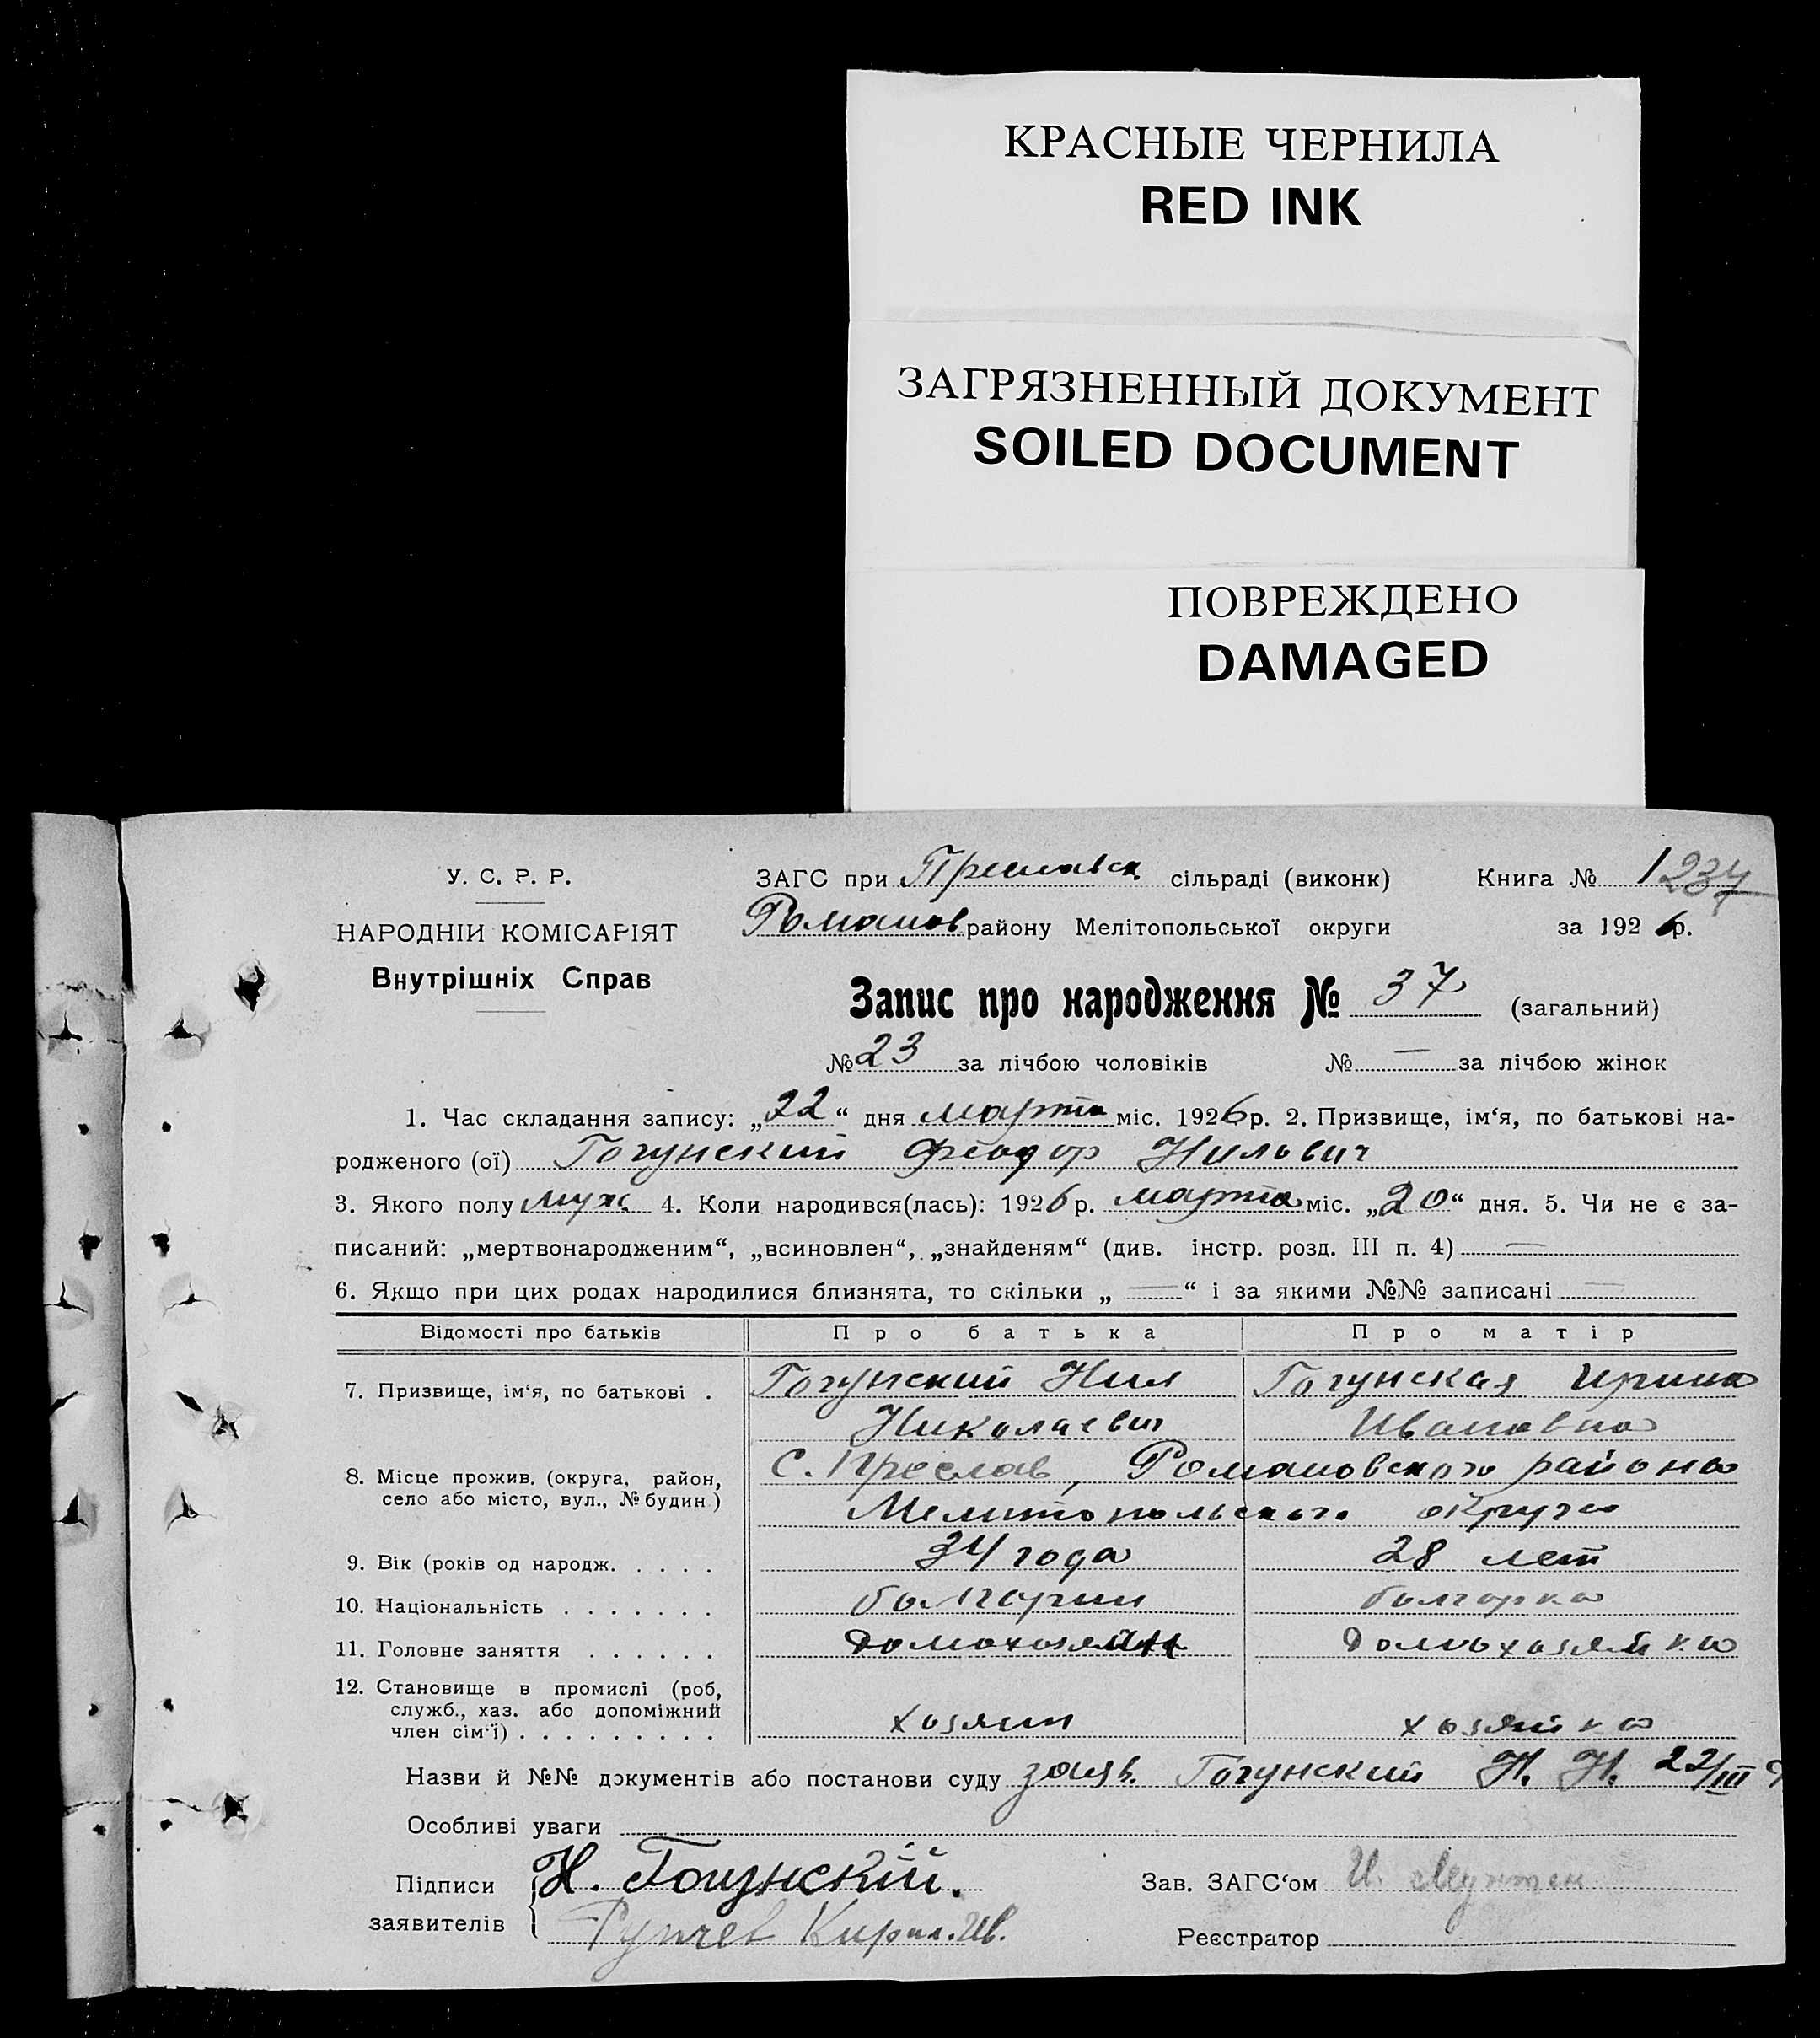 КРАСНЫЕ ЧЕРНИЛА
RED INK
ЗАГРЯЗНЕННЫЙ ДОКУМЕНТ
SOILED DOCUMENT
ПОВРЕЖДЕНО
DAMAGED
У. С. Р. Р.
НАРОДНІИ КОМІСАРІЯТ
Внутрішніх Справ
ЗАГС при Преславск сільраді (виконк) Книга № 1 237
Романов району Мелітопольської округи за 1926 р.
Запис про народження № 37 (загальний)
№ 23 за лічбою чоловіків № — за лічбою жінок
1. Час складання запису: „22“ дня марта міс. 1926 р. 2. Призвище, ім‘я, по батькові на-
родженого (ої) Гогунский Феодор Нильвич
3. Якого полу муж. 4. Коли народився(лась): 1926 р. марта міс. „20“ дня. 5. Чи не є за-
писаний: „мертвонародженим“, „всиновлен“, „знайденям“ (див. інстр. розд. III п. 4) —
6. Якщо при цих родах народилися близнята, то скільки „ — “ і за якими №№ записані —
Відомості про батьків Про батька Про матір
7. Призвище, ім‘я, по батькові . Гогунский Нил Гогунская Ирина
Николаевич Ивановна
8. Місце прожив. (округа, район, село або місто, вул., № будин.) С. Преслав, Романовского района
Мелитопольского округа
9. Вік (років од народж. . . . . 34 года 28 лет
10. Національність . . . . . . . болгарин болгарка
11. Головне заняття . . . . . . домохозяин домохозяйка
12. Становище в промислі (роб,
служб., хаз. або допоміжний
член сім‘ї) . . . . . . . . . хозяин хозяйка
Назви й №№ документів або постанови суду заяв. Гогунский Н. Н. 22/III
Особливі уваги
Підписи Н. Гогунскій. Зав. ЗАГС‘ом И.
заявителів Рупчев Кирил. Ив.
Реєстратор